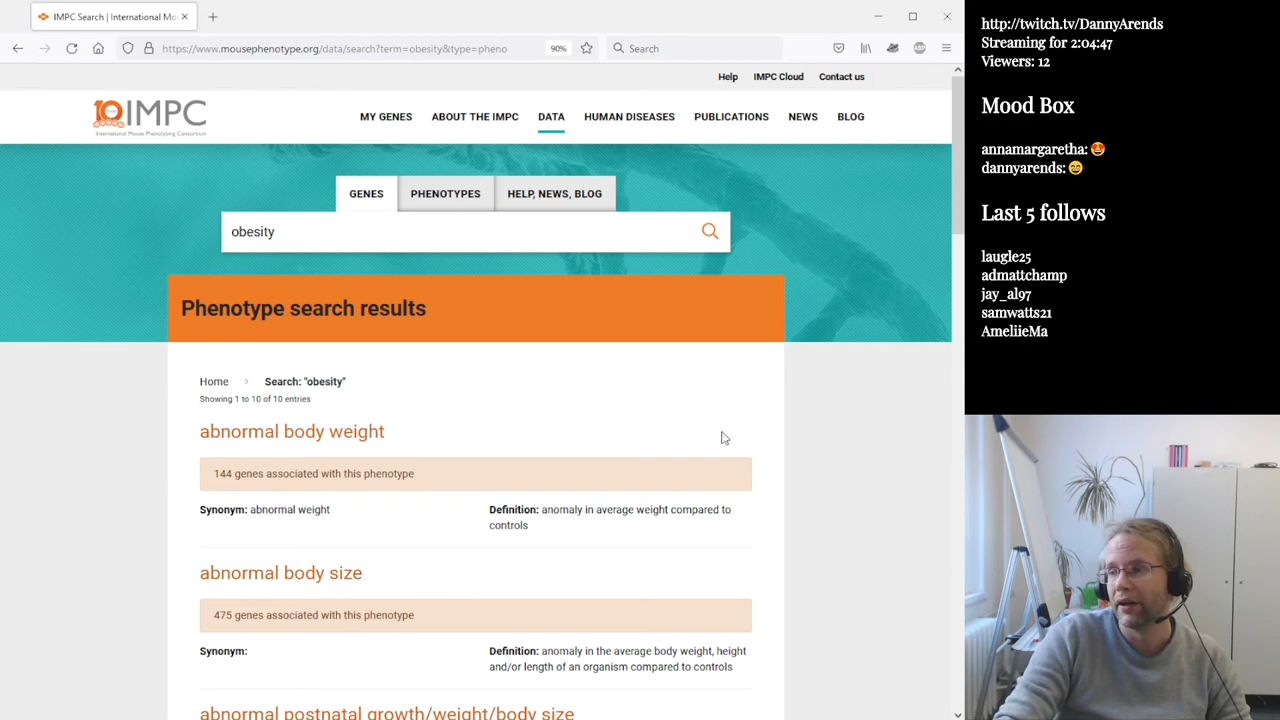 IMPC Search | International Mo
https://www.mousephenotype.org/data/search?term=obesity&type=pheno
90%
Search
Help
IMPC Cloud
Contact us
IMPC
International Mouse Phenotyping Consortium
MY GENES
ABOUT THE IMPC
DATA
HUMAN DISEASES
PUBLICATIONS
NEWS
BLOG
GENES
PHENOTYPES
HELP, NEWS, BLOG
obesity
Phenotype search results
Home > Search: "obesity"
Showing 1 to 10 of 10 entries
abnormal body weight
144 genes associated with this phenotype
Synonym: abnormal weight
Definition: anomaly in average weight compared to
controls
abnormal body size
475 genes associated with this phenotype
Synonym:
Definition: anomaly in the average body weight, height
and/or length of an organism compared to controls
abnormal postnatal growth/weight/body size
http://twitch.tv/DannyArends
Streaming for 2:04:47
Viewers: 12
Mood Box
annamargaretha: 😍
dannyarends: 😄
Last 5 follows
laugle25
admattchamp
jay_al97
samwatts21
AmeliieMa